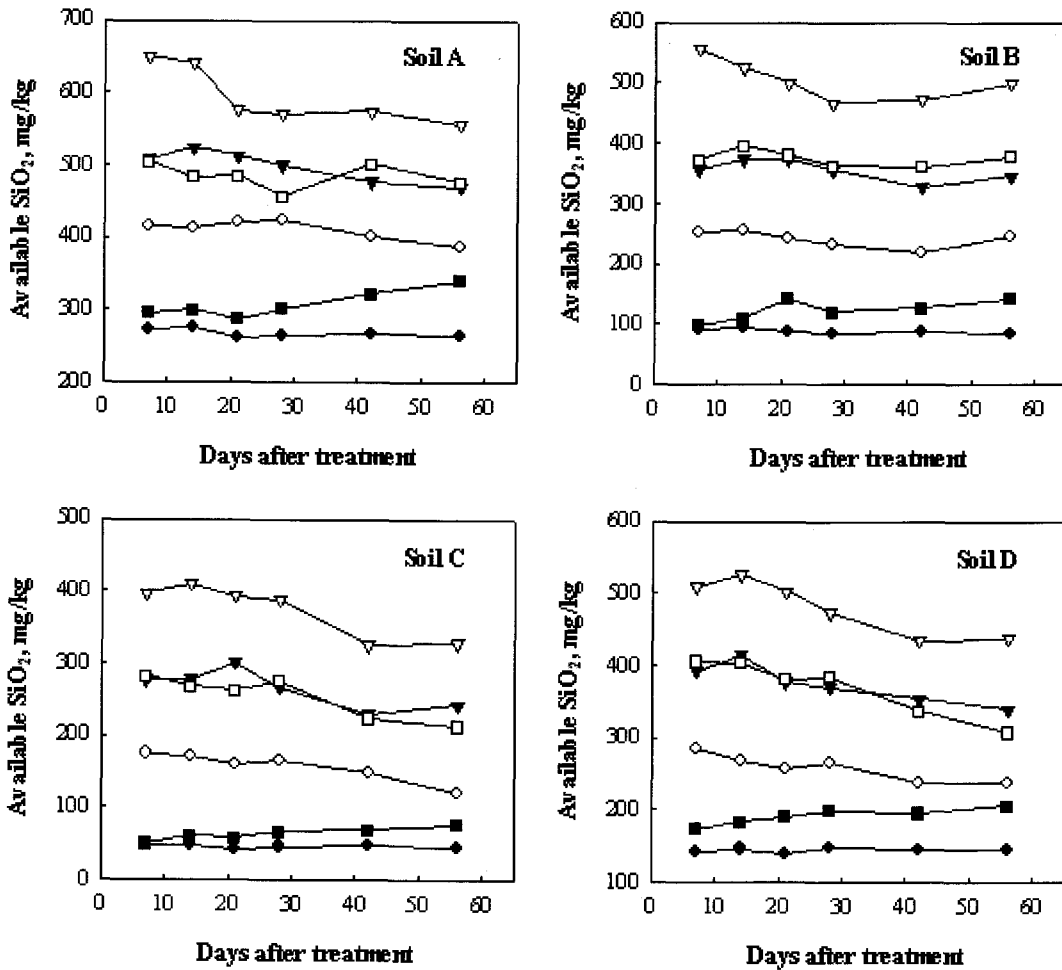 700
600
500
400
300
200
Available SiO₂, mg/kg
Soil A
0 10 20 30 40 50 60
Days after treatment
600
500
400
300
200
100
0
Available SiO₂, mg/kg
Soil B
0 10 20 30 40 50 60
Days after treatment
500
400
300
200
100
0
Available SiO₂, mg/kg
Soil C
0 10 20 30 40 50 60
Days after treatment
600
500
400
300
200
100
Available SiO₂, mg/kg
Soil D
0 10 20 30 40 50 60
Days after treatment